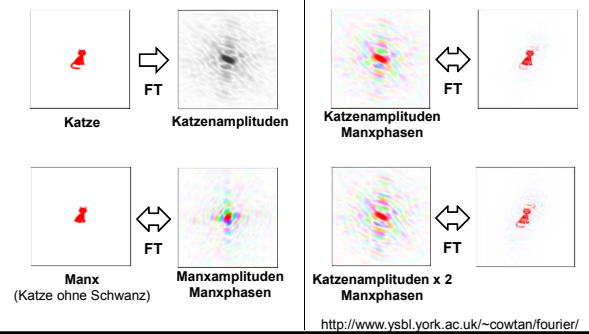 FT
Katze
Katzenamplituden
FT
Manx
(Katze ohne Schwanz)
Manxamplituden
Manxphasen
FT
Katzenamplituden
Manxphasen
FT
Katzenamplituden x 2
Manxphasen
http://www.ysbl.york.ac.uk/~cowtan/fourier/